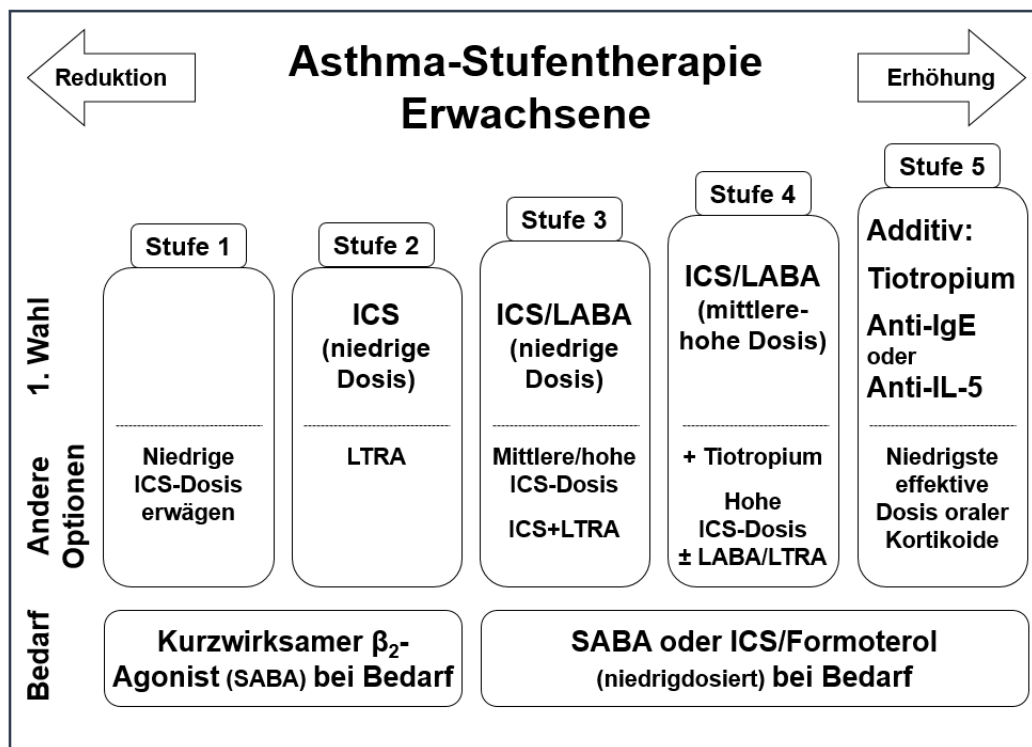 Reduktion
Asthma-Stufentherapie
Erwachsene
Erhöhung
Stufe 1
Stufe 2
Stufe 3
Stufe 4
Stufe 5
1. Wahl
ICS
(niedrige
Dosis)
ICS/LABA
(niedrige
Dosis)
ICS/LABA
(mittlere-
hohe Dosis)
Additiv:
Tiotropium
Anti-IgE
oder
Anti-IL-5
Andere
Optionen
Niedrige
ICS-Dosis
erwägen
LTRA
Mittlere/hohe
ICS-Dosis
ICS+LTRA
+ Tiotropium
Hohe
ICS-Dosis
± LABA/LTRA
Niedrigste
effektive
Dosis oraler
Kortikoide
Bedarf
Kurzwirksamer β₂-
Agonist (SABA) bei Bedarf
SABA oder ICS/Formoterol
(niedrigdosiert) bei Bedarf